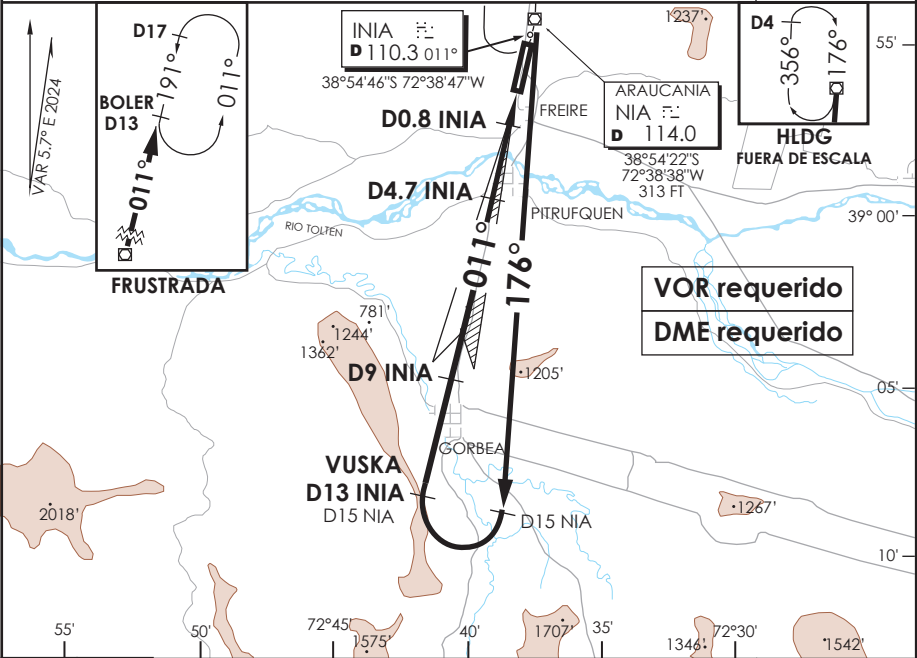 D17
191°
011°
BOLER
D13
011°
VAR 5.7° E 2024
FRUSTRADA
INIA
D 110.3 011°
38°54'46"S 72°38'47"W
1237'
D4
356°
176°
HLDG
FUERA DE ESCALA
55'
ARAUCANIA
NIA
D 114.0
38°54'22"S
72°38'38"W
313 FT
D0.8 INIA
FREIRE
D4.7 INIA
PITRUFQUEN
39°00'
RIO TOLTEN
011°
176°
VOR requerido
DME requerido
781'
1244'
1362'
D9 INIA
1205'
05'
GORBEA
VUSKA
D13 INIA
D15 NIA
D15 NIA
2018'
1267'
10'
55'
50'
72°45'
1575'
40'
1707'
35'
1346'
72°30'
1542'